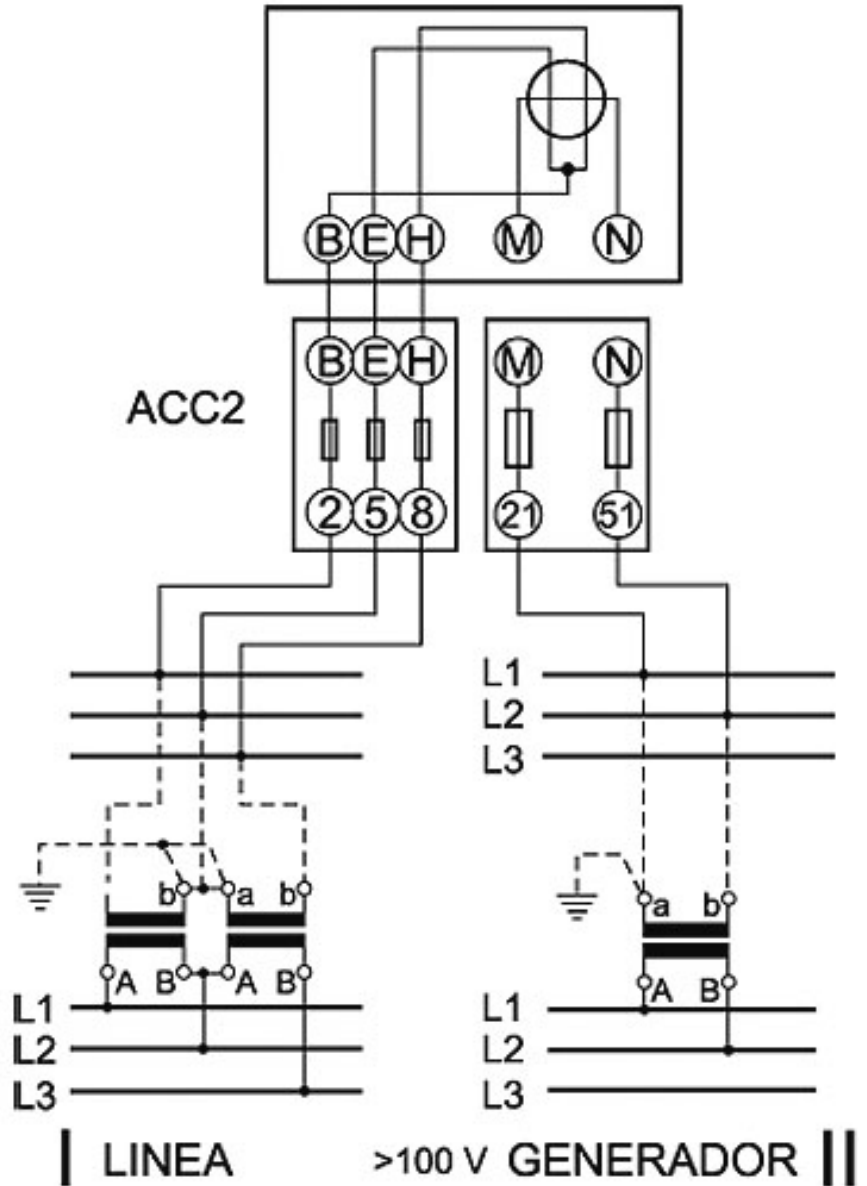 B E H M N
B E H M N
ACC2
2 5 8 21 51
L1
L2
L3
b a b
a b
A B A B
A B
L1
L2
L3
L1
L2
L3
LINEA >100 V GENERADOR